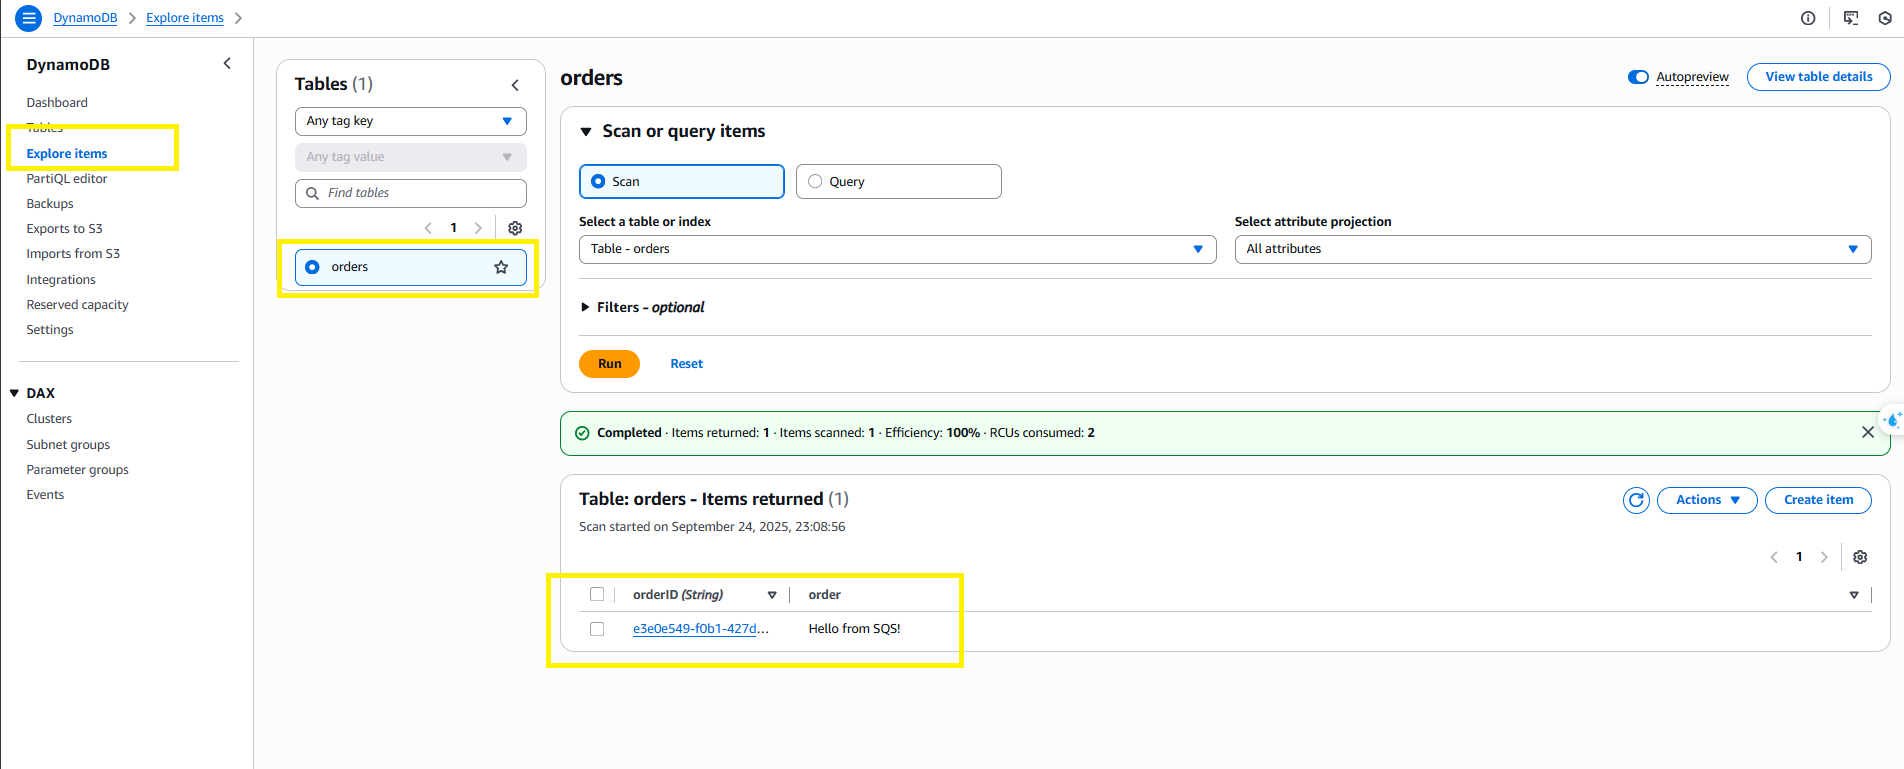 DynamoDB > Explore items >
DynamoDB
Dashboard
Tables
Explore items
PartiQL editor
Backups
Exports to S3
Imports from S3
Integrations
Reserved capacity
Settings
DAX
Clusters
Subnet groups
Parameter groups
Events
Tables (1)
Any tag key
Any tag value
Find tables
1
orders
orders
Autopreview
View table details
Scan or query items
Scan Query
Select a table or index Select attribute projection
Table - orders All attributes
Filters - optional
Run Reset
Completed · Items returned: 1 · Items scanned: 1 · Efficiency: 100% · RCUs consumed: 2
Table: orders - Items returned (1)
Actions Create item
Scan started on September 24, 2025, 23:08:56
1
orderID (String) order
e3e0e549-f0b1-427d... Hello from SQS!